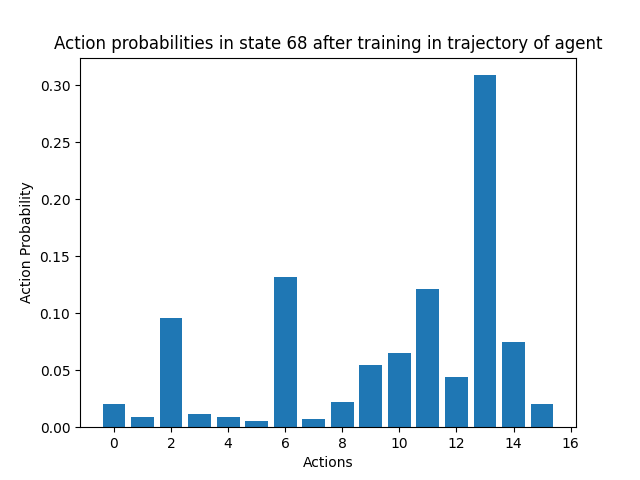 Action probabilities in state 68 after training in trajectory of agent
0.30
0.25
0.20
0.15
0.10
0.05
0.00
Action Probability
0 2 4 6 8 10 12 14 16
Actions